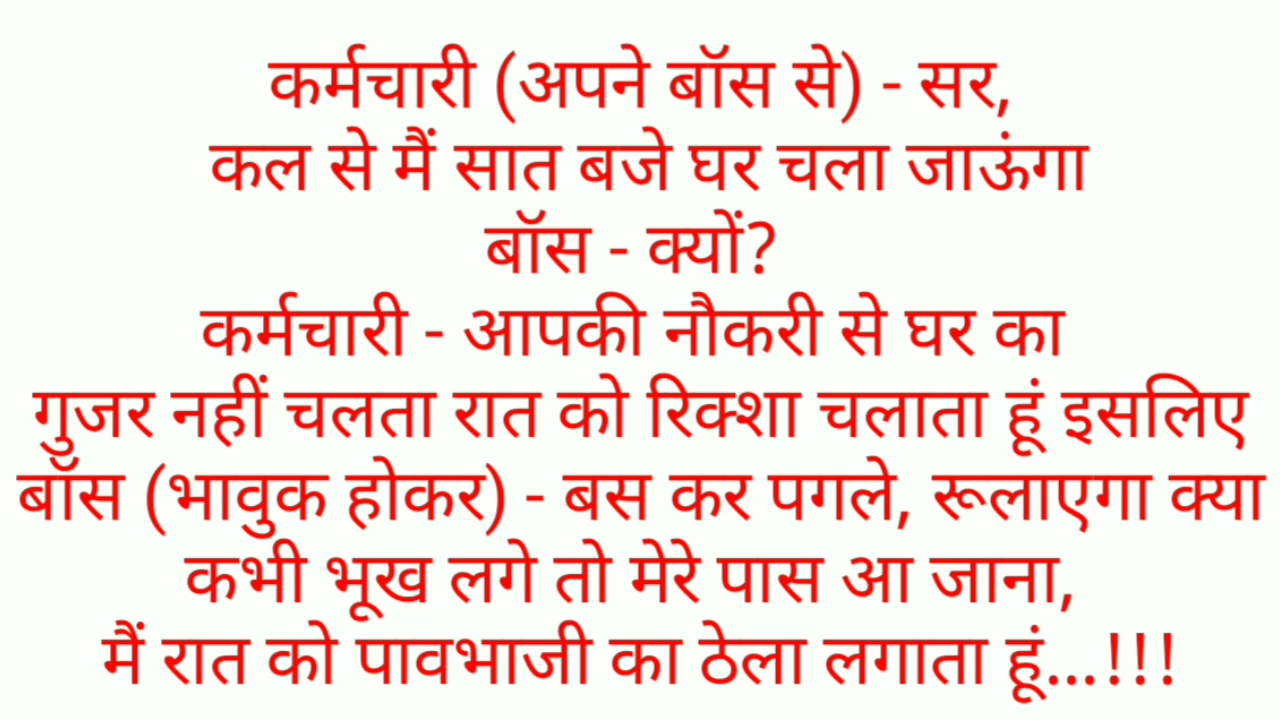 कर्मचारी (अपने बॉस से) - सर,
कल से मैं सात बजे घर चला जाऊंगा
बॉस - क्यों?
कर्मचारी - आपकी नौकरी से घर का
गुजर नहीं चलता रात को रिक्शा चलाता हूं इसलिए
बॉस (भावुक होकर) - बस कर पगले, रूलाएगा क्या
कभी भूख लगे तो मेरे पास आ जाना,
मैं रात को पावभाजी का ठेला लगाता हूं...!!!